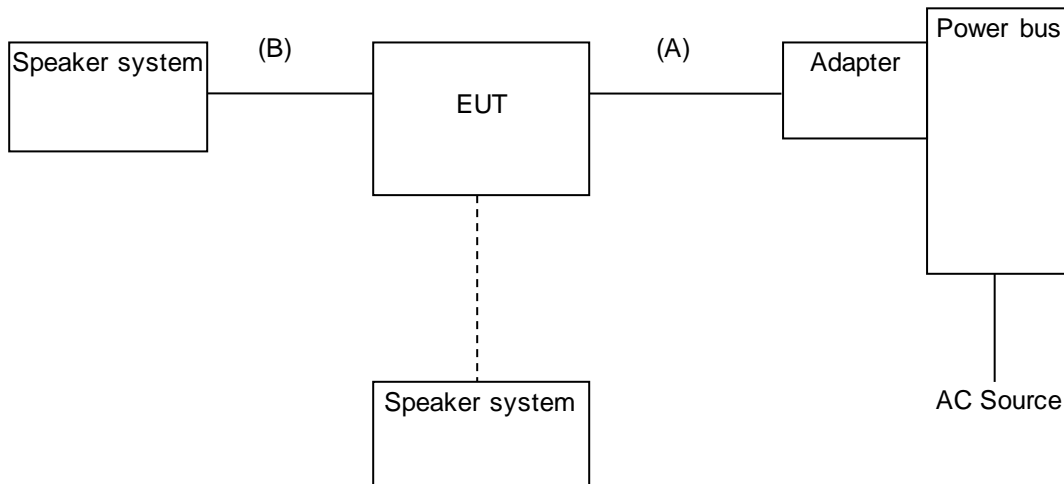 Power bus
Speaker system
(B)
(A)
Adapter
EUT
Speaker system
AC Source